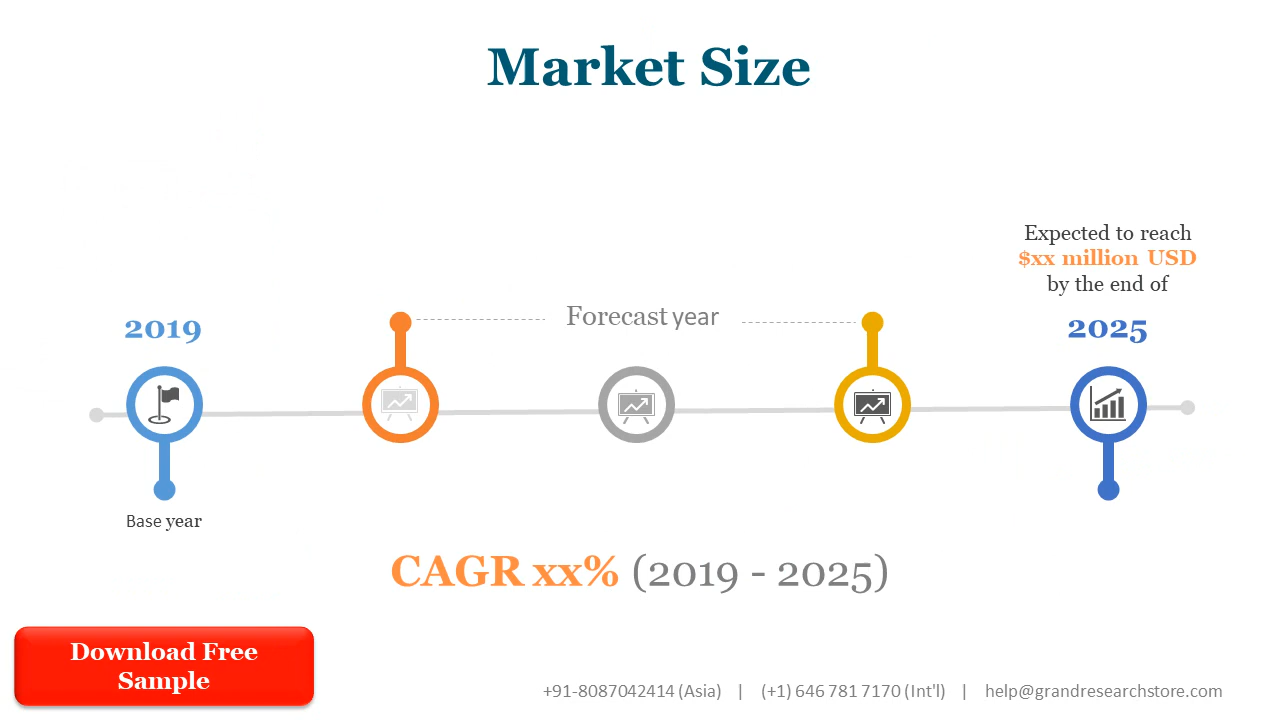 Market Size
Expected to reach
$xx million USD
by the end of
2019
Forecast year
2025
Base year
CAGR xx% (2019 - 2025)
Download Free
Sample
+91-8087042414 (Asia) | (+1) 646 781 7170 (Int'l) | help@grandresearchstore.com